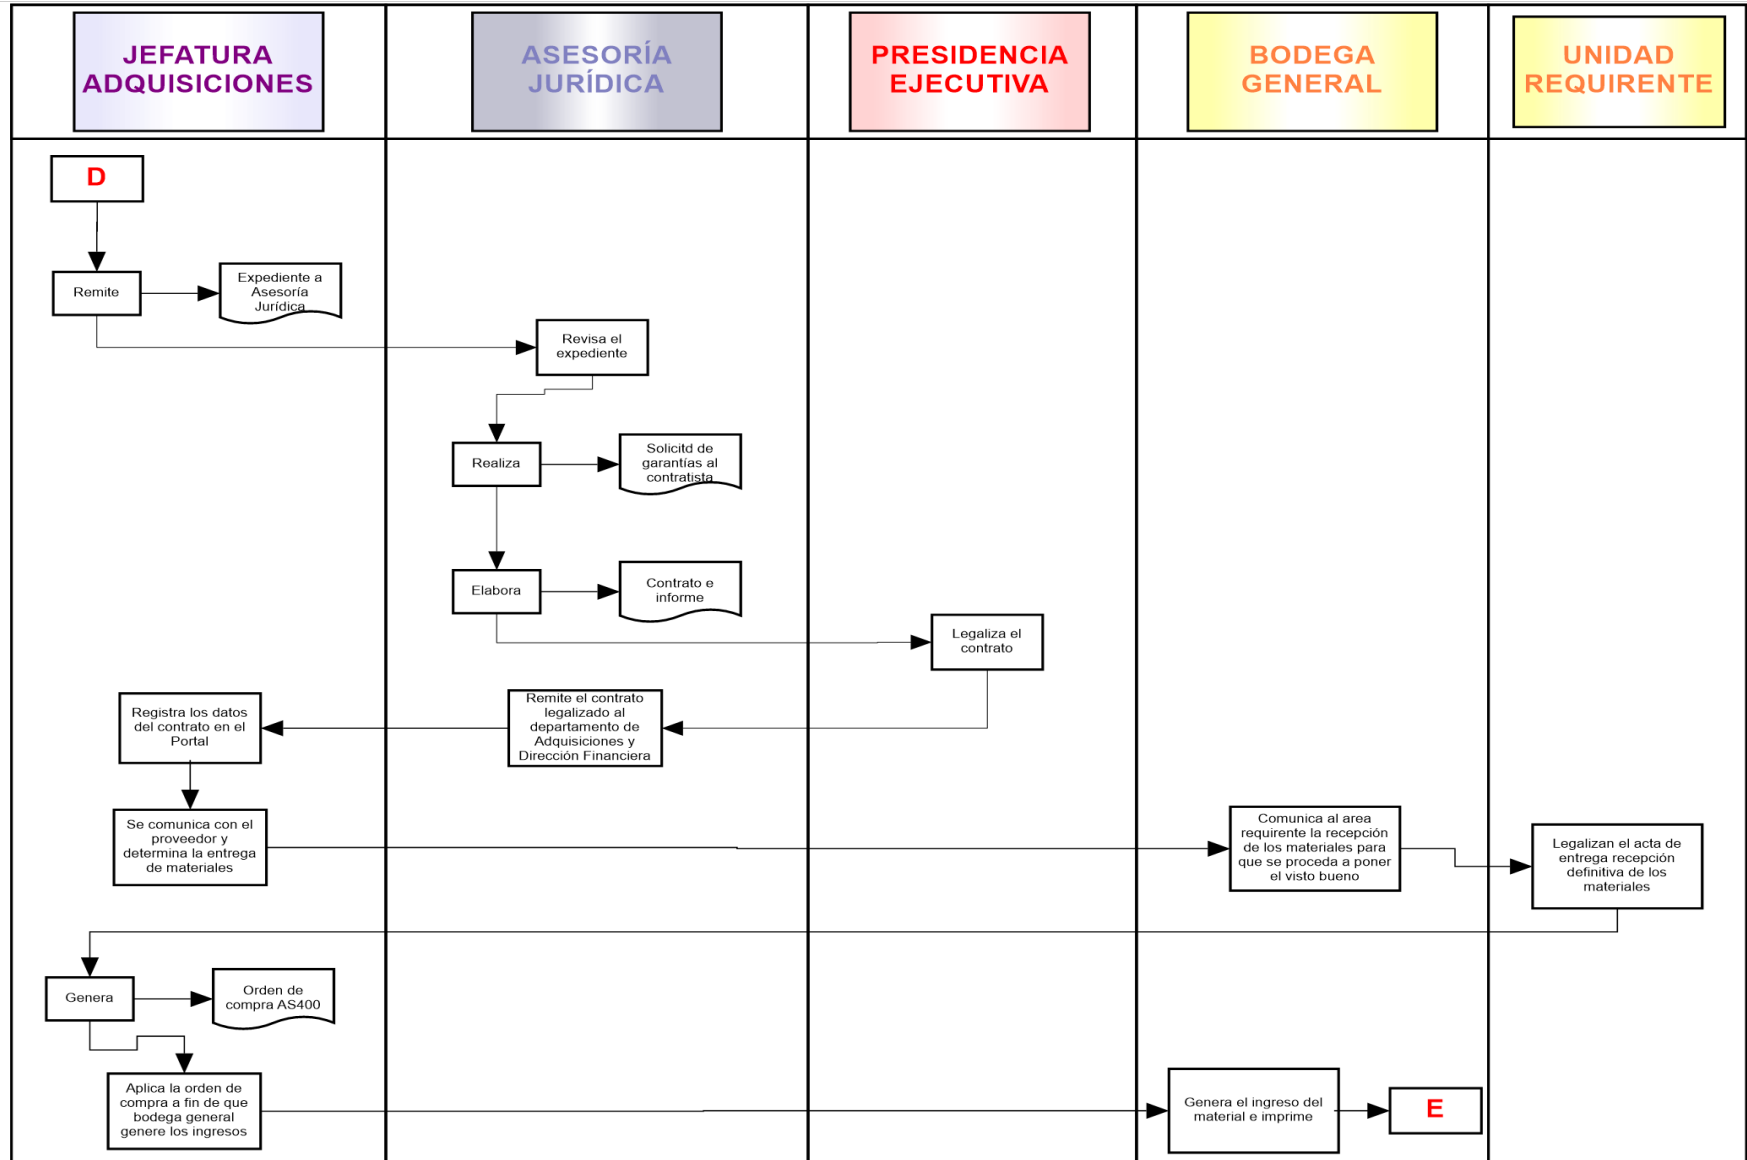 JEFATURA
ADQUISICIONES
ASESORÍA
JURÍDICA
PRESIDENCIA
EJECUTIVA
BODEGA
GENERAL
UNIDAD
REQUIRENTE
D
Remite
Expediente a
Asesoría
Jurídica
Revisa el
expediente
Realiza
Solicitd de
garantías al
contratista
Elabora
Contrato e
informe
Legaliza el
contrato
Remite el contrato
legalizado al
departamento de
Adquisiciones y
Dirección Financiera
Registra los datos
del contrato en el
Portal
Se comunica con el
proveedor y
determina la entrega
de materiales
Comunica al area
requirente la recepción
de los materiales para
que se proceda a poner
el visto bueno
Legalizan el acta de
entrega recepción
definitiva de los
materiales
Genera
Orden de
compra AS400
Aplica la orden de
compra a fin de que
bodega general
genere los ingresos
Genera el ingreso del
material e imprime
E